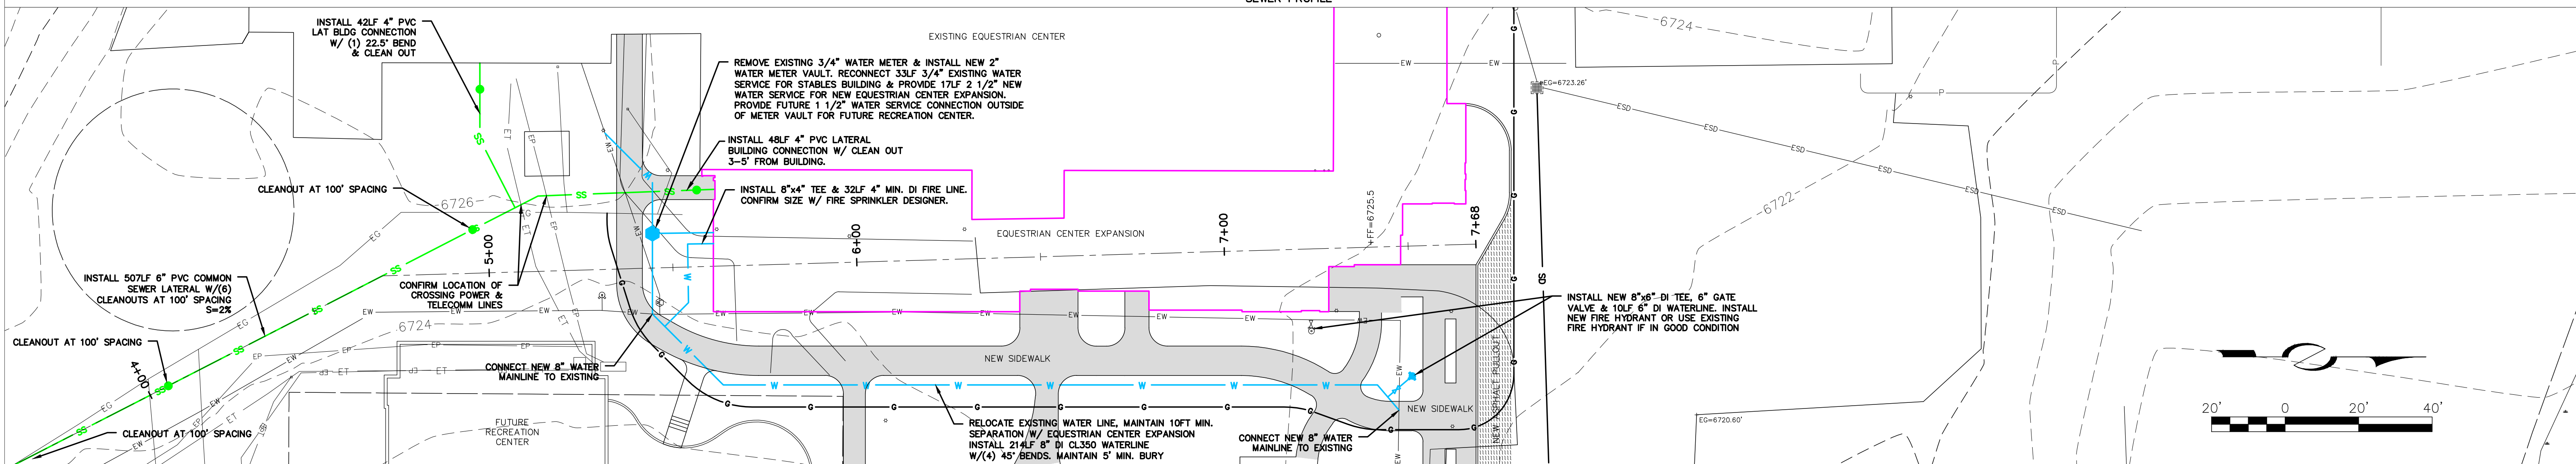 SEWER PROFILE
INSTALL 42LF 4" PVC
LAT BLDG CONNECTION
W/ (1) 22.5° BEND
& CLEAN OUT
EXISTING EQUESTRIAN CENTER
REMOVE EXISTING 3/4" WATER METER & INSTALL NEW 2"
WATER METER VAULT. RECONNECT 33LF 3/4" EXISTING WATER
SERVICE FOR STABLES BUILDING & PROVIDE 17LF 2 1/2" NEW
WATER SERVICE FOR NEW EQUESTRIAN CENTER EXPANSION.
PROVIDE FUTURE 1 1/2" WATER SERVICE CONNECTION OUTSIDE
OF METER VAULT FOR FUTURE RECREATION CENTER.
INSTALL 48LF 4" PVC LATERAL
BUILDING CONNECTION W/ CLEAN OUT
3-5' FROM BUILDING.
CLEANOUT AT 100' SPACING
INSTALL 8"x4" TEE & 32LF 4" MIN. DI FIRE LINE.
CONFIRM SIZE W/ FIRE SPRINKLER DESIGNER.
6726
6724
EG=6723.26'
ESD
ESD
ESD
ESD
ESD
6722
5+00
6+00
7+00
7+68
FF=6725.5
EQUESTRIAN CENTER EXPANSION
INSTALL 507LF 6" PVC COMMON
SEWER LATERAL W/(6)
CLEANOUTS AT 100' SPACING
S=2%
CONFIRM LOCATION OF
CROSSING POWER &
TELECOMM LINES
INSTALL NEW 8"x6" DI TEE, 6" GATE
VALVE & 10LF 6" DI WATERLINE. INSTALL
NEW FIRE HYDRANT OR USE EXISTING
FIRE HYDRANT IF IN GOOD CONDITION
6724
CLEANOUT AT 100' SPACING
4+00
CONNECT NEW 8" WATER
MAINLINE TO EXISTING
NEW SIDEWALK
NEW SIDEWALK
CLEANOUT AT 100' SPACING
FUTURE
RECREATION
CENTER
RELOCATE EXISTING WATER LINE, MAINTAIN 10FT MIN.
SEPARATION W/ EQUESTRIAN CENTER EXPANSION
INSTALL 214LF 8" DI CL350 WATERLINE
W/(4) 45° BENDS. MAINTAIN 5' MIN. BURY
CONNECT NEW 8" WATER
MAINLINE TO EXISTING
EG=6720.60'
20' 0 20' 40'